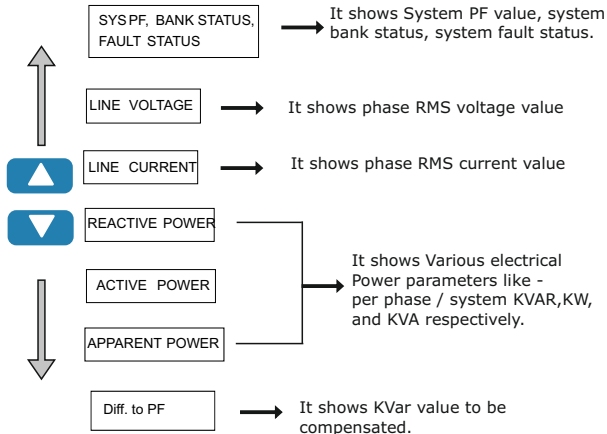 SYS PF, BANK STATUS,
FAULT STATUS
It shows System PF value, system
bank status, system fault status.
LINE VOLTAGE
It shows phase RMS voltage value
LINE CURRENT
It shows phase RMS current value
REACTIVE POWER
ACTIVE POWER
APPARENT POWER
It shows Various electrical
Power parameters like -
per phase / system KVAR,KW,
and KVA respectively.
Diff. to PF
It shows KVar value to be
compensated.